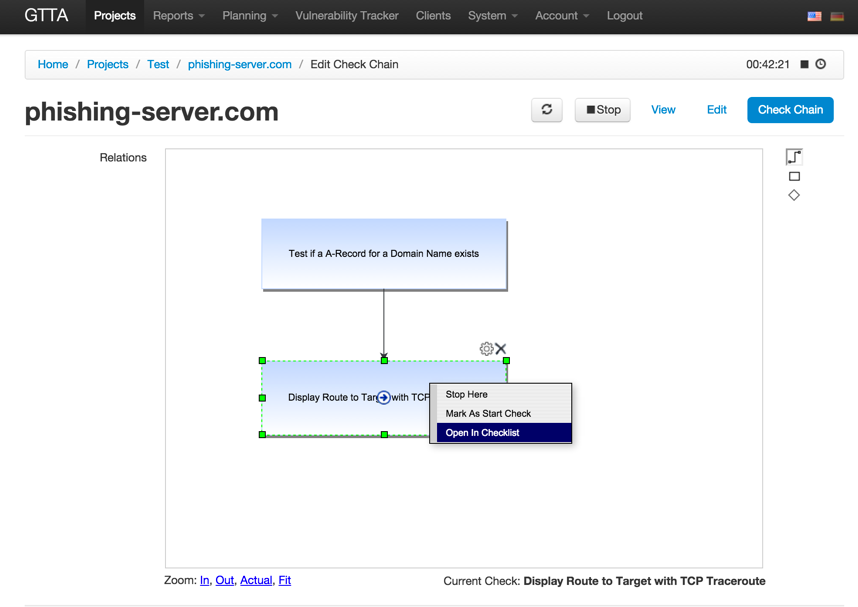 GTTA Projects Reports Planning Vulnerability Tracker Clients System Account Logout
Home / Projects / Test / phishing-server.com / Edit Check Chain 00:42:21
phishing-server.com Stop View Edit Check Chain
Relations
Test if a A-Record for a Domain Name exists
Display Route to Target with TCP
Stop Here
Mark As Start Check
Open In Checklist
Zoom: In, Out, Actual, Fit Current Check: Display Route to Target with TCP Traceroute